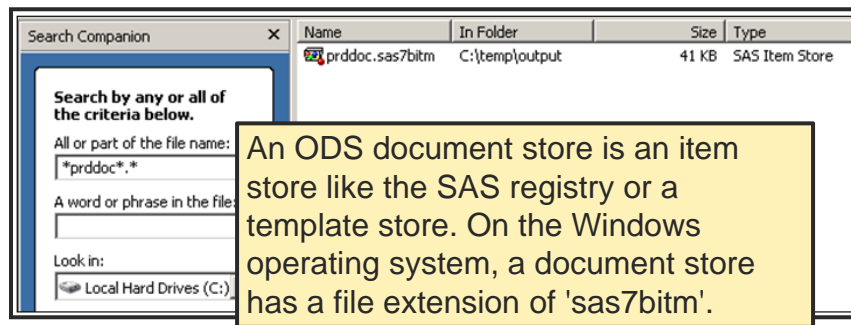 Search Companion
Name In Folder Size Type
prddoc.sas7bitm C:\temp\output 41 KB SAS Item Store
Search by any or all of
the criteria below.
All or part of the file name:
*prddoc*.*
A word or phrase in the file:
Look in:
Local Hard Drives (C:)
An ODS document store is an item
store like the SAS registry or a
template store. On the Windows
operating system, a document store
has a file extension of 'sas7bitm'.